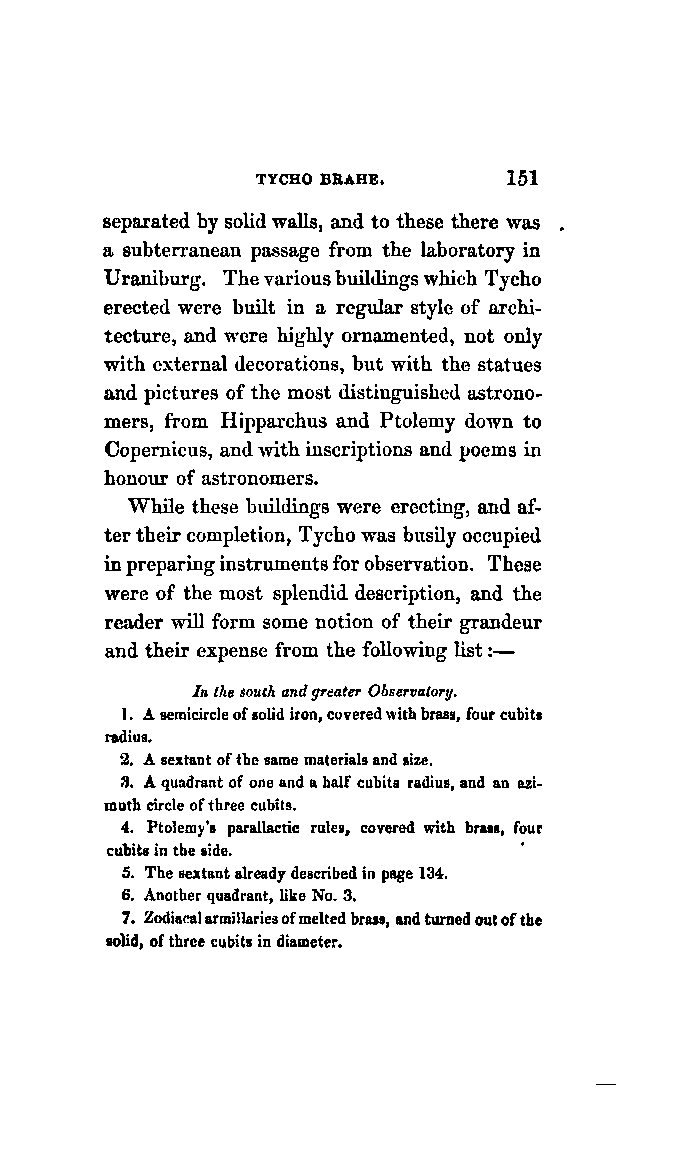 TYCHO BRAHE. 151
separated by solid walls, and to these there was
a subterranean passage from the laboratory in
Uraniburg. The various buildings which Tycho
erected were built in a regular style of archi-
tecture, and were highly ornamented, not only
with external decorations, but with the statues
and pictures of the most distinguished astrono-
mers, from Hipparchus and Ptolemy down to
Copernicus, and with inscriptions and poems in
honour of astronomers.
While these buildings were erecting, and af-
ter their completion, Tycho was busily occupied
in preparing instruments for observation. These
were of the most splendid description, and the
reader will form some notion of their grandeur
and their expense from the following list :—
In the south and greater Observatory.
1. A semicircle of solid iron, covered with brass, four cubits
radius.
2. A sextant of the same materials and size.
3. A quadrant of one and a half cubits radius, and an azi-
muth circle of three cubits.
4. Ptolemy's parallactic rules, covered with brass, four
cubits in the side.
5. The sextant already described in page 134.
6. Another quadrant, like No. 3.
7. Zodiacal armillaries of melted brass, and turned out of the
solid, of three cubits in diameter.